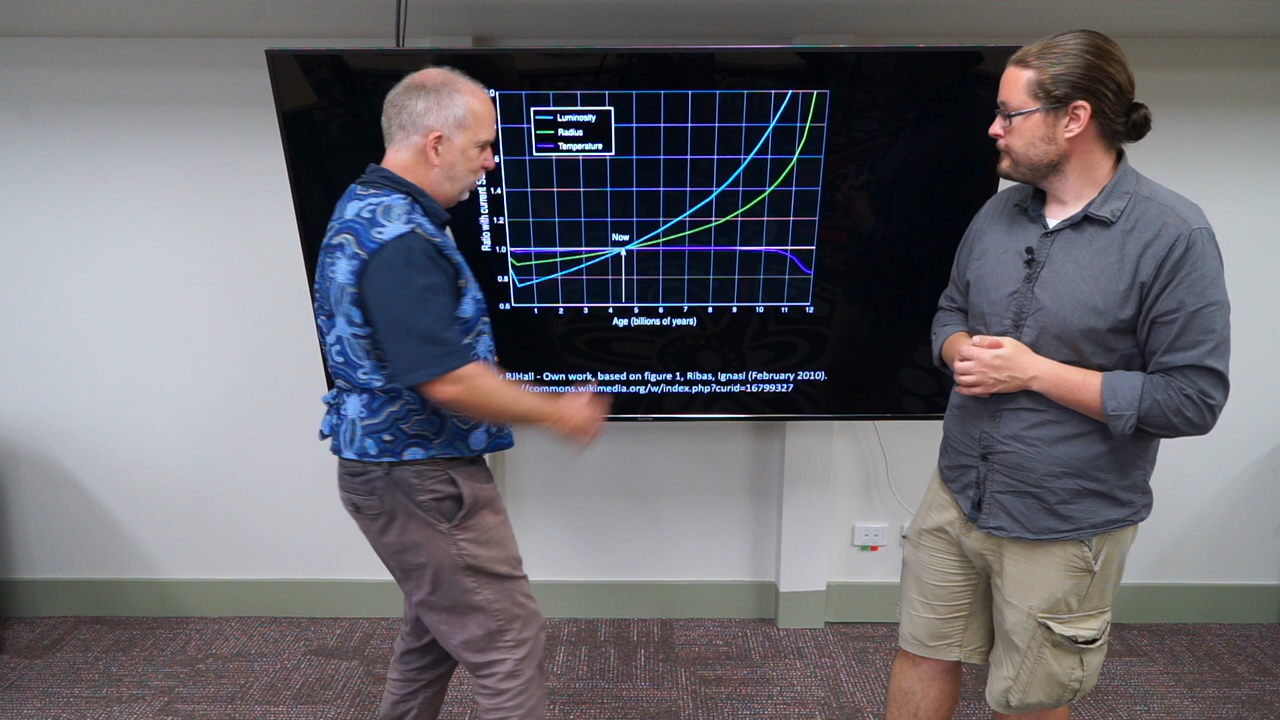 Luminosity
Radius
Temperature
Ratio with current S
.6
1.4
1.2
1.0
0.8
0.6
Now
1 2 3 4 5 6 7 8 9 10 11 12
Age (billions of years)
RJHall - Own work, based on figure 1, Ribas, Ignasi (February 2010).
//commons.wikimedia.org/w/index.php?curid=16799327